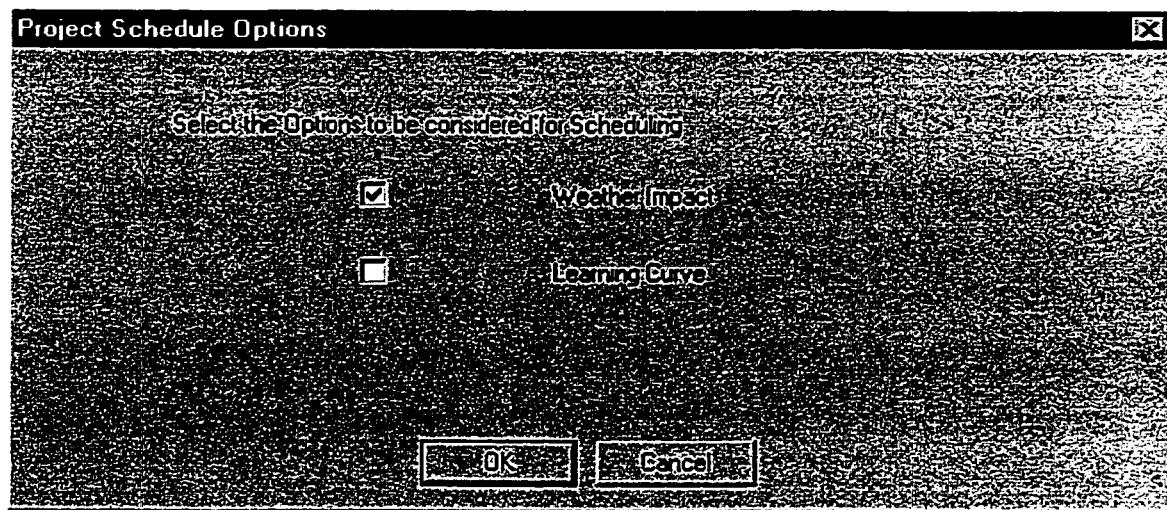 Project Schedule Options
Select the Options to be considered for Scheduling
Weather Impact
Learning Curve
OK
Cancel